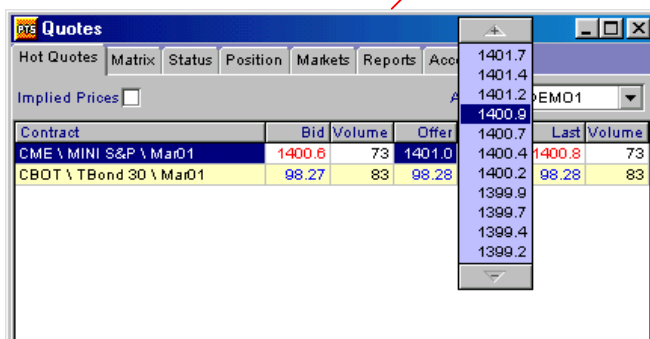 PTS Quotes
Hot Quotes Matrix Status Position Markets Reports
Implied Prices DEMO1
Contract Bid Volume Offer Last Volume
CME \ MINI S&P \ Mar01 1400.6 73 1401.0 1400.8 73
CBOT \ TBond 30 \ Mar01 98.27 83 98.28 98.28 83
1401.7
1401.4
1401.2
1400.9
1400.7
1400.4
1400.2
1399.9
1399.7
1399.4
1399.2